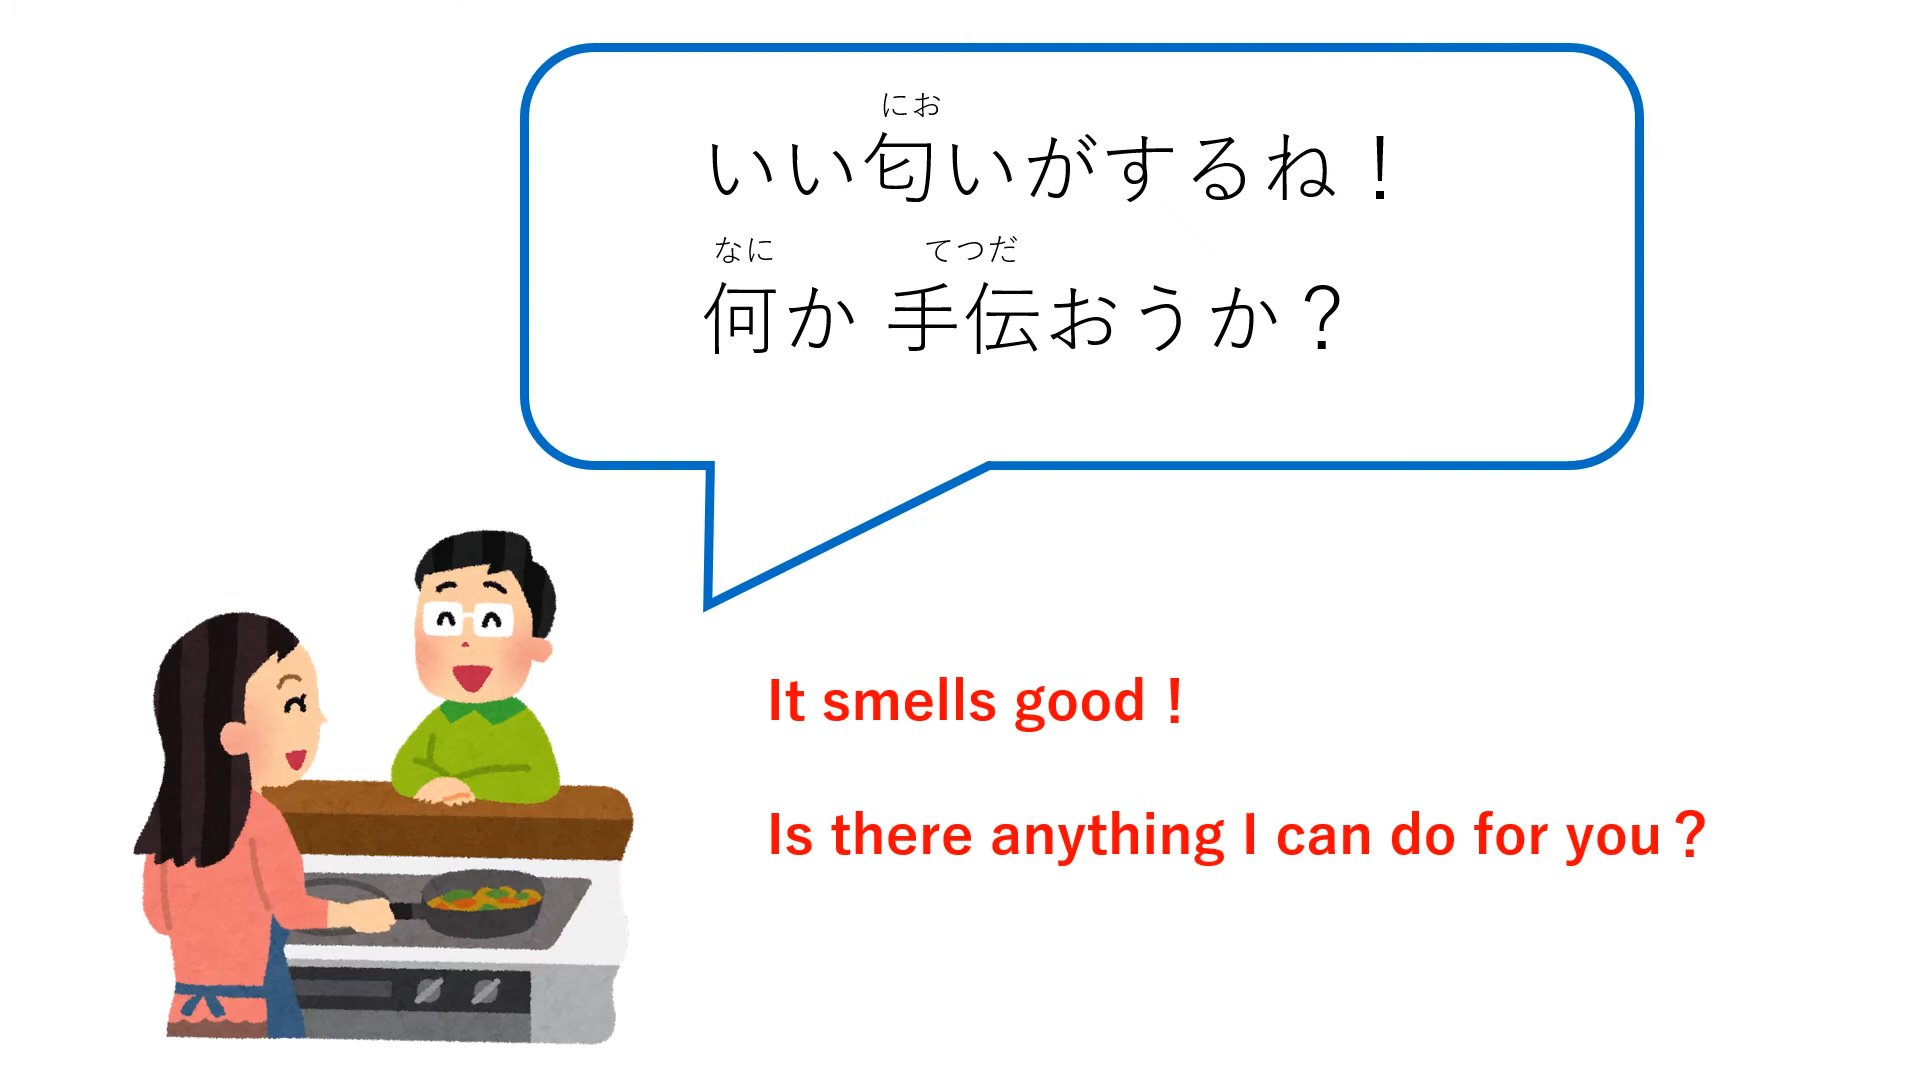 にお
いい匂いがするね！
なに てつだ
何か 手伝おうか？
It smells good！
Is there anything I can do for you？